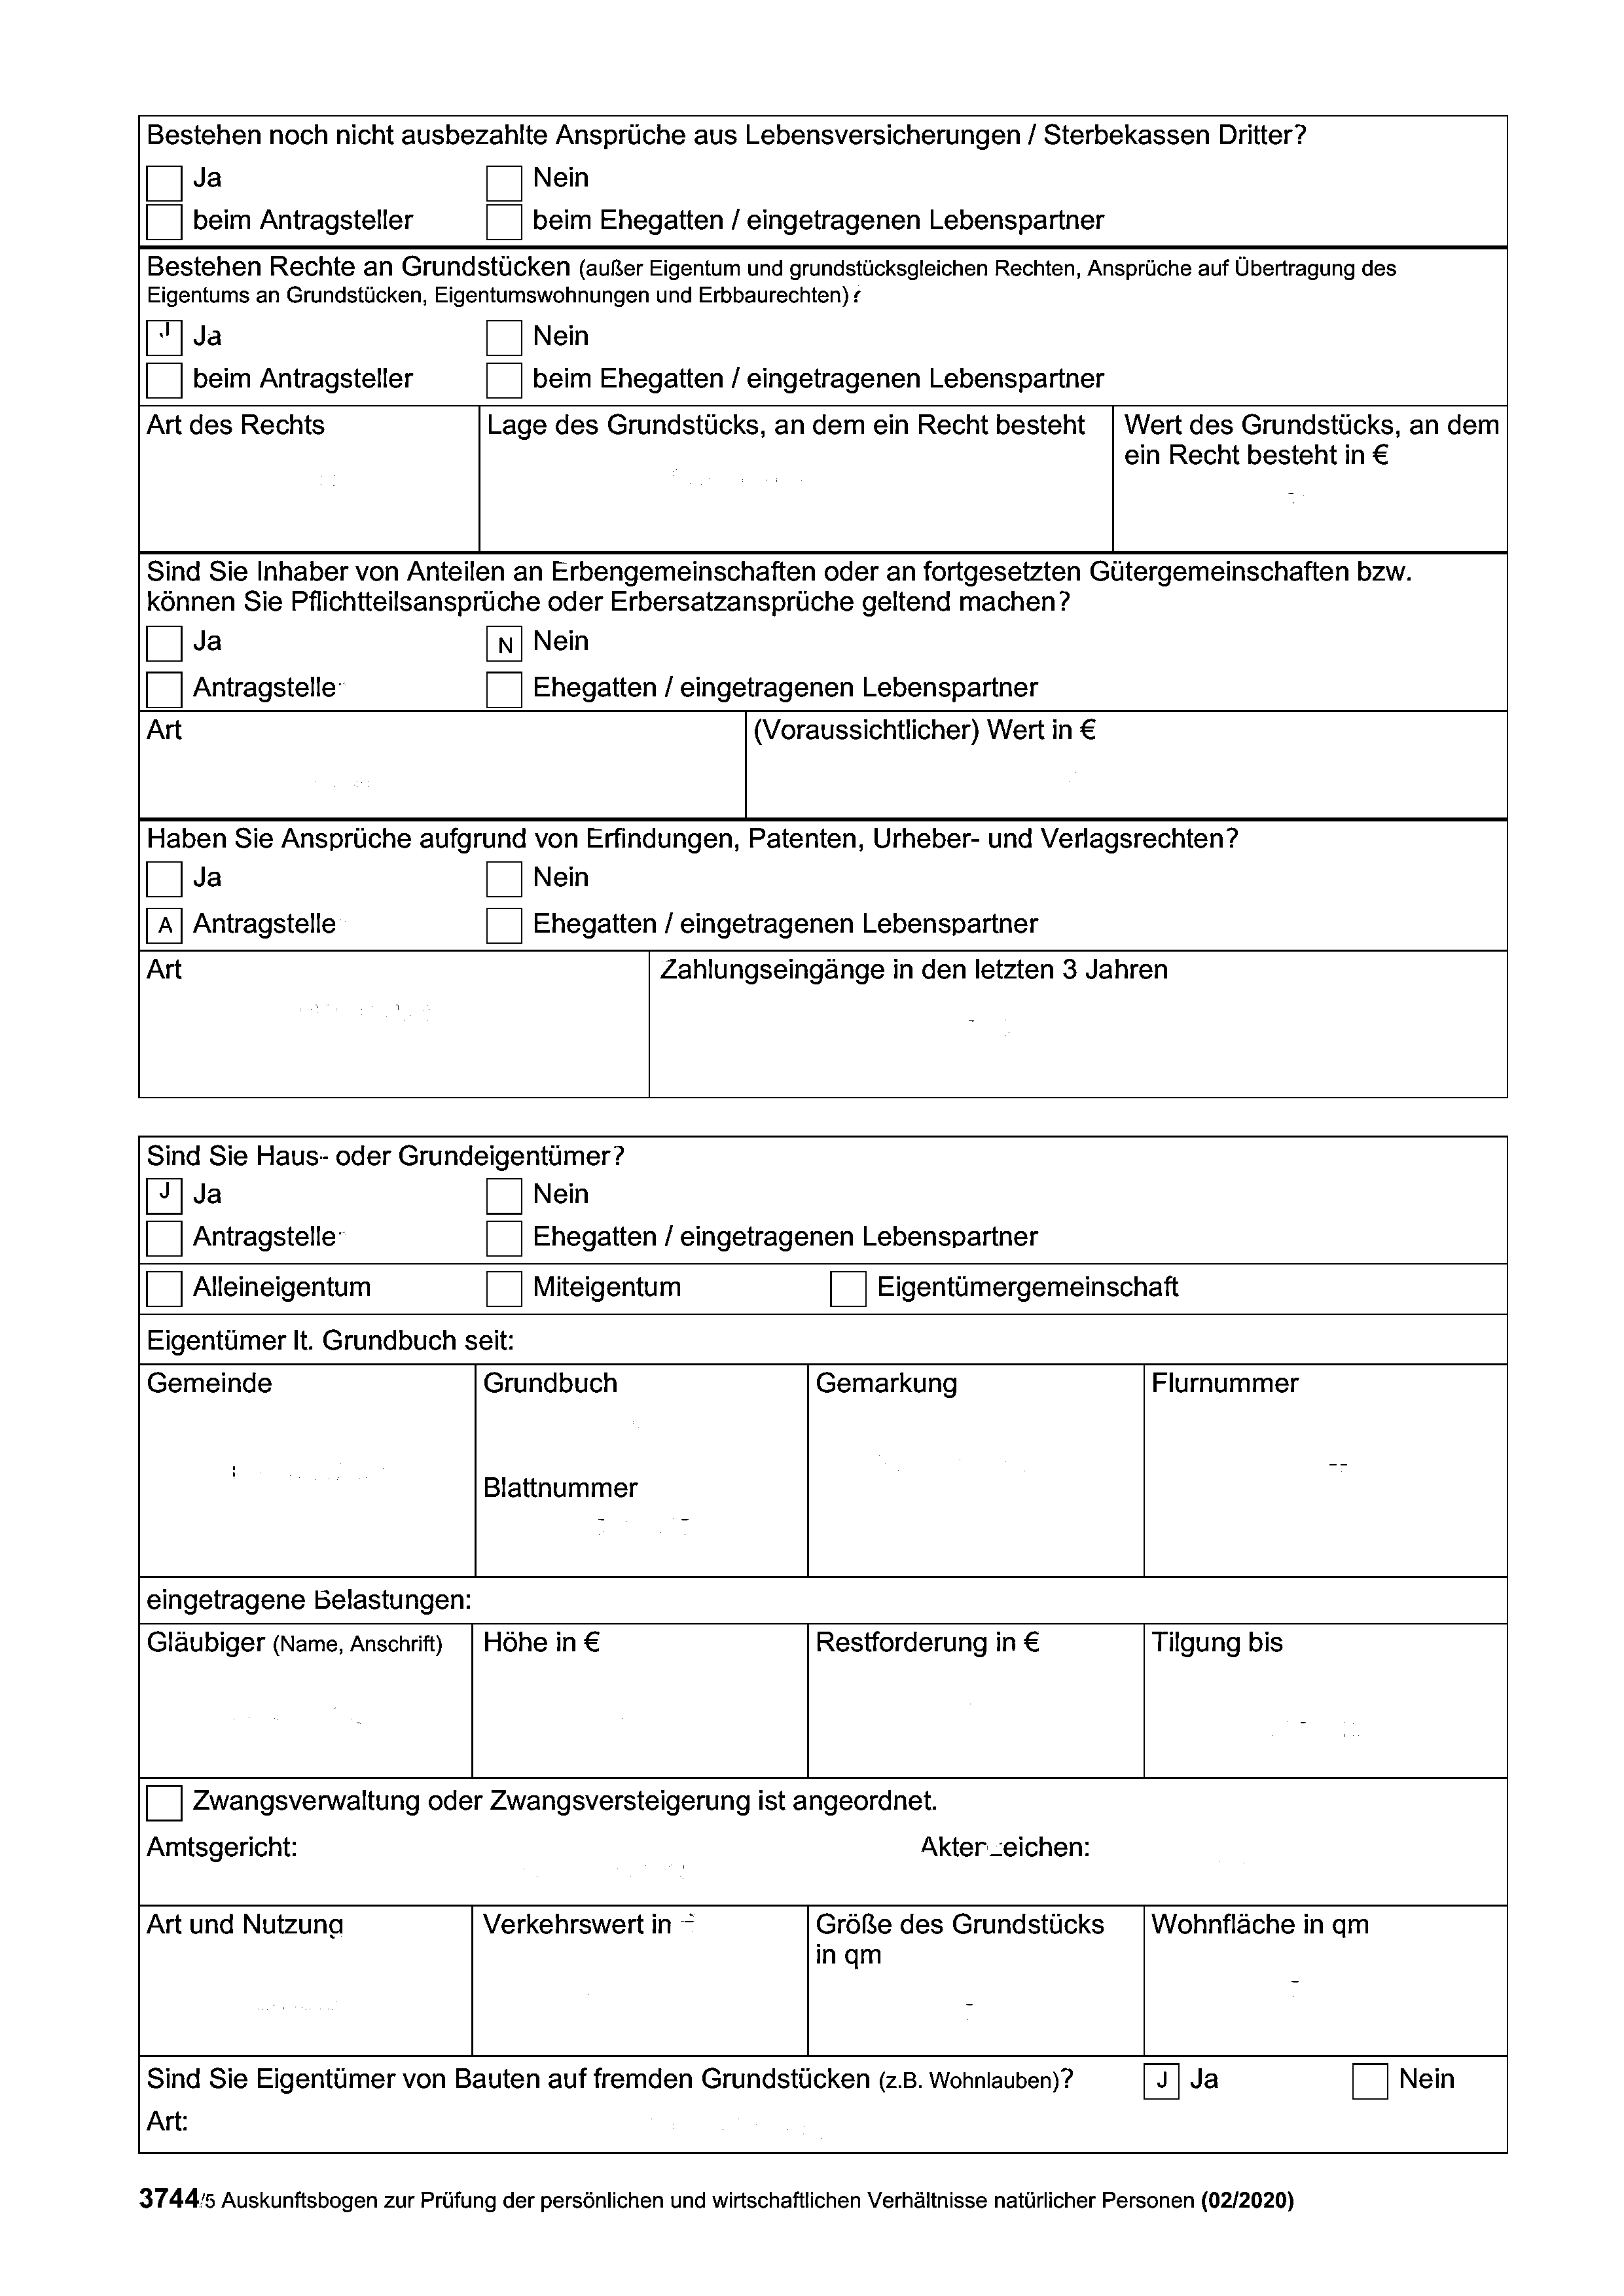 Bestehen noch nicht ausbezahlte Ansprüche aus Lebensversicherungen / Sterbekassen Dritter?
Ja Nein
beim Antragsteller beim Ehegatten / eingetragenen Lebenspartner
Bestehen Rechte an Grundstücken (außer Eigentum und grundstücksgleichen Rechten, Ansprüche auf Übertragung des
Eigentums an Grundstücken, Eigentumswohnungen und Erbbaurechten)?
J Ja Nein
beim Antragsteller beim Ehegatten / eingetragenen Lebenspartner
Art des Rechts Lage des Grundstücks, an dem ein Recht besteht Wert des Grundstücks, an dem
ein Recht besteht in €
Sind Sie Inhaber von Anteilen an Erbengemeinschaften oder an fortgesetzten Gütergemeinschaften bzw.
können Sie Pflichtteilsansprüche oder Erbersatzansprüche geltend machen?
Ja N Nein
Antragsteller Ehegatten / eingetragenen Lebenspartner
Art (Voraussichtlicher) Wert in €
Haben Sie Ansprüche aufgrund von Erfindungen, Patenten, Urheber- und Verlagsrechten?
Ja Nein
A Antragsteller Ehegatten / eingetragenen Lebenspartner
Art Zahlungseingänge in den letzten 3 Jahren
Sind Sie Haus- oder Grundeigentümer?
J Ja Nein
Antragsteller Ehegatten / eingetragenen Lebenspartner
Alleineigentum Miteigentum Eigentümergemeinschaft
Eigentümer lt. Grundbuch seit:
Gemeinde Grundbuch Gemarkung Flurnummer
Blattnummer
eingetragene Belastungen:
Gläubiger (Name, Anschrift) Höhe in € Restforderung in € Tilgung bis
Zwangsverwaltung oder Zwangsversteigerung ist angeordnet.
Amtsgericht: Aktenzeichen:
Art und Nutzung Verkehrswert in Größe des Grundstücks Wohnfläche in qm
in qm
Sind Sie Eigentümer von Bauten auf fremden Grundstücken (z.B. Wohnlauben)? J Ja Nein
Art:
3744/5 Auskunftsbogen zur Prüfung der persönlichen und wirtschaftlichen Verhältnisse natürlicher Personen (02/2020)